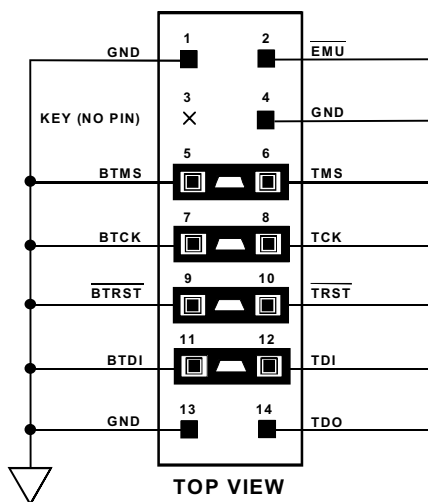 1 2
GND EMU
3 4
KEY (NO PIN) GND
5 6
BTMS TMS
7 8
BTCK TCK
9 10
BTRST TRST
11 12
BTDI TDI
13 14
GND TDO
TOP VIEW